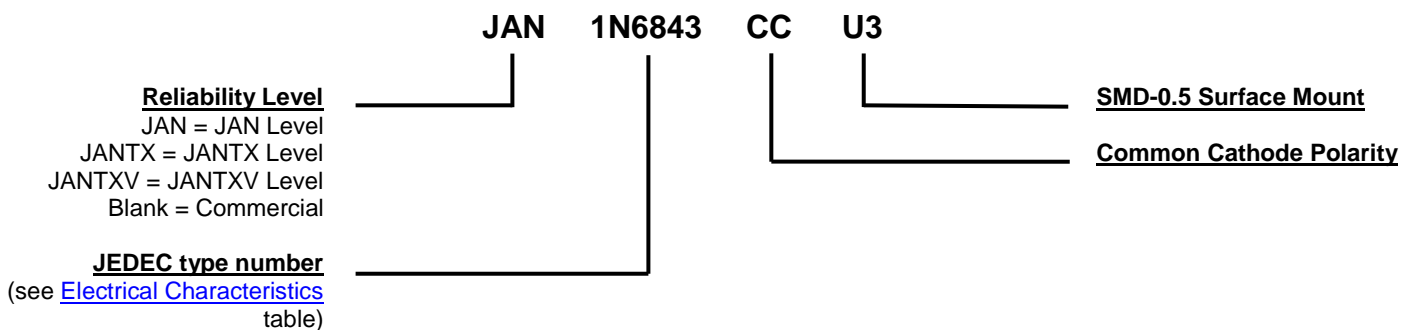 JAN 1N6843 CC U3
Reliability Level
JAN = JAN Level
JANTX = JANTX Level
JANTXV = JANTXV Level
Blank = Commercial
JEDEC type number
(see Electrical Characteristics
table)
SMD-0.5 Surface Mount
Common Cathode Polarity